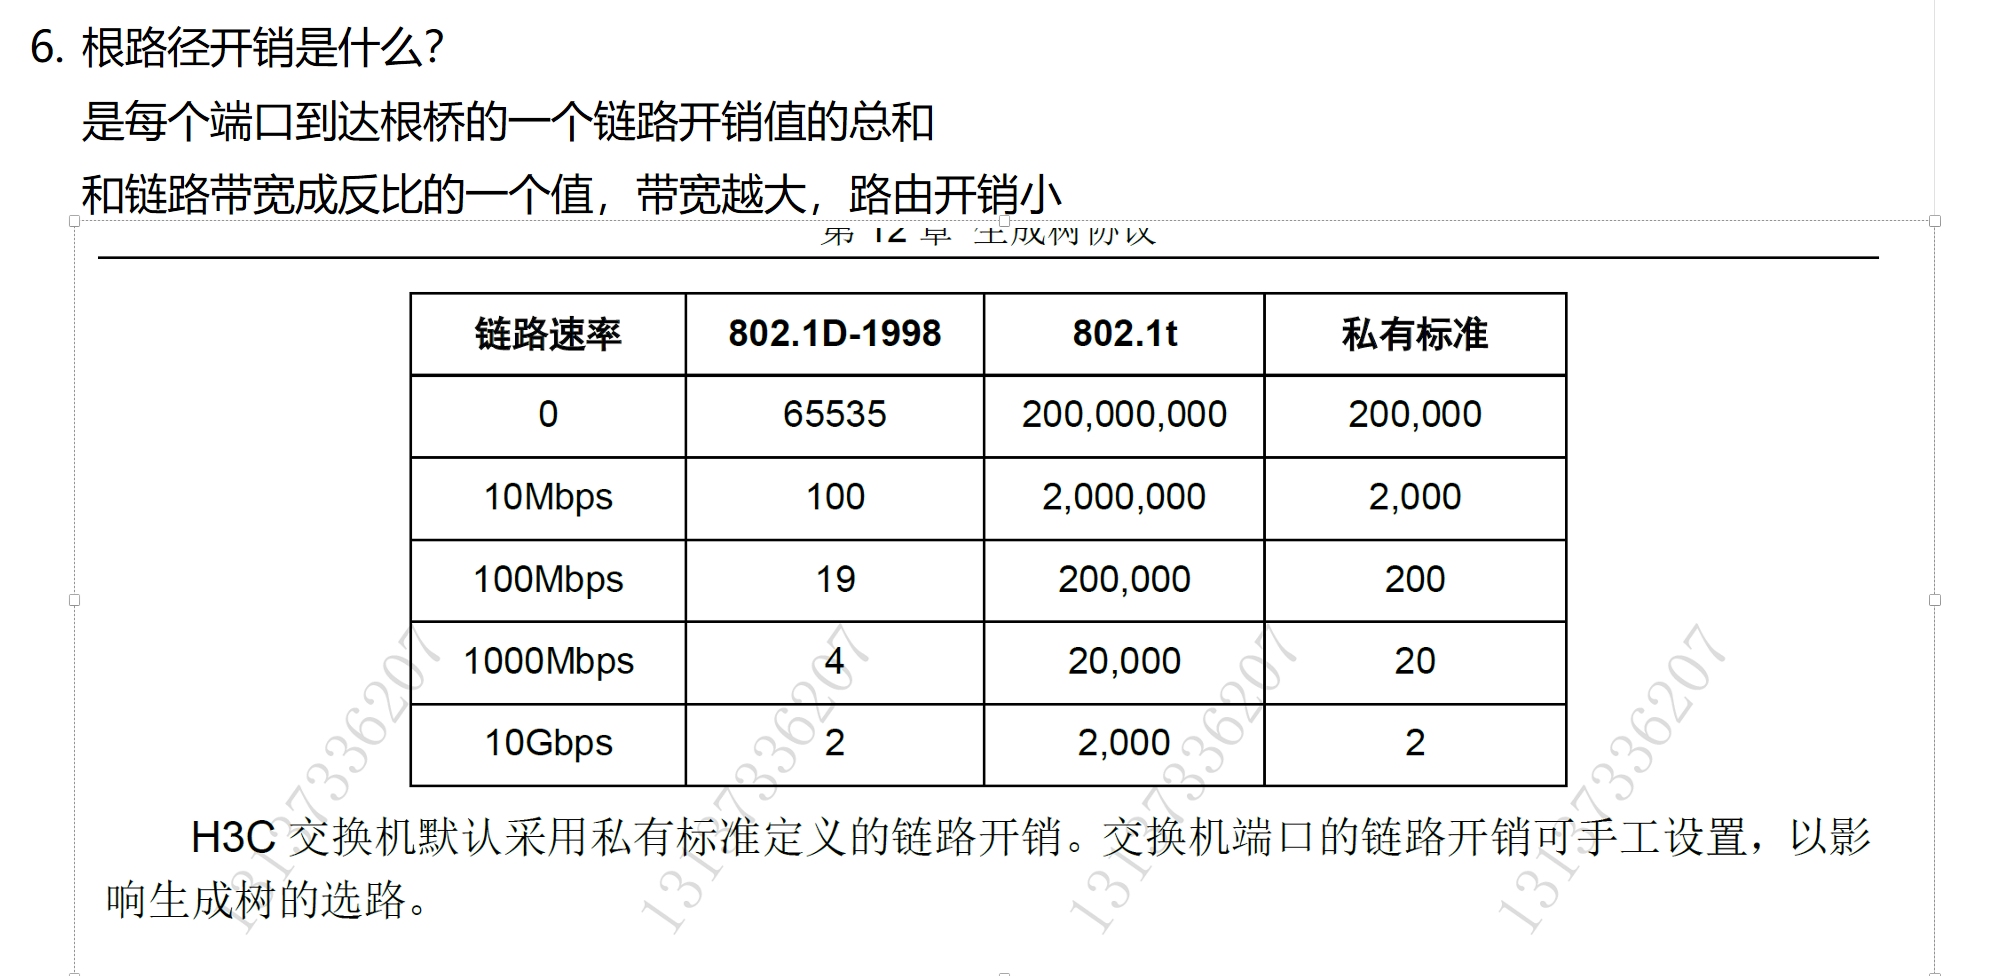 6. 根路径开销是什么?
是每个端口到达根桥的一个链路开销值的总和
和链路带宽成反比的一个值，带宽越大，路由开销小
第 12 章 生成树协议
链路速率 802.1D-1998 802.1t 私有标准
0 65535 200,000,000 200,000
10Mbps 100 2,000,000 2,000
100Mbps 19 200,000 200
1000Mbps 4 20,000 20
10Gbps 2 2,000 2
H3C 交换机默认采用私有标准定义的链路开销。交换机端口的链路开销可手工设置，以影
响生成树的选路。
13173336207
13173336207
13173336207
13173336207